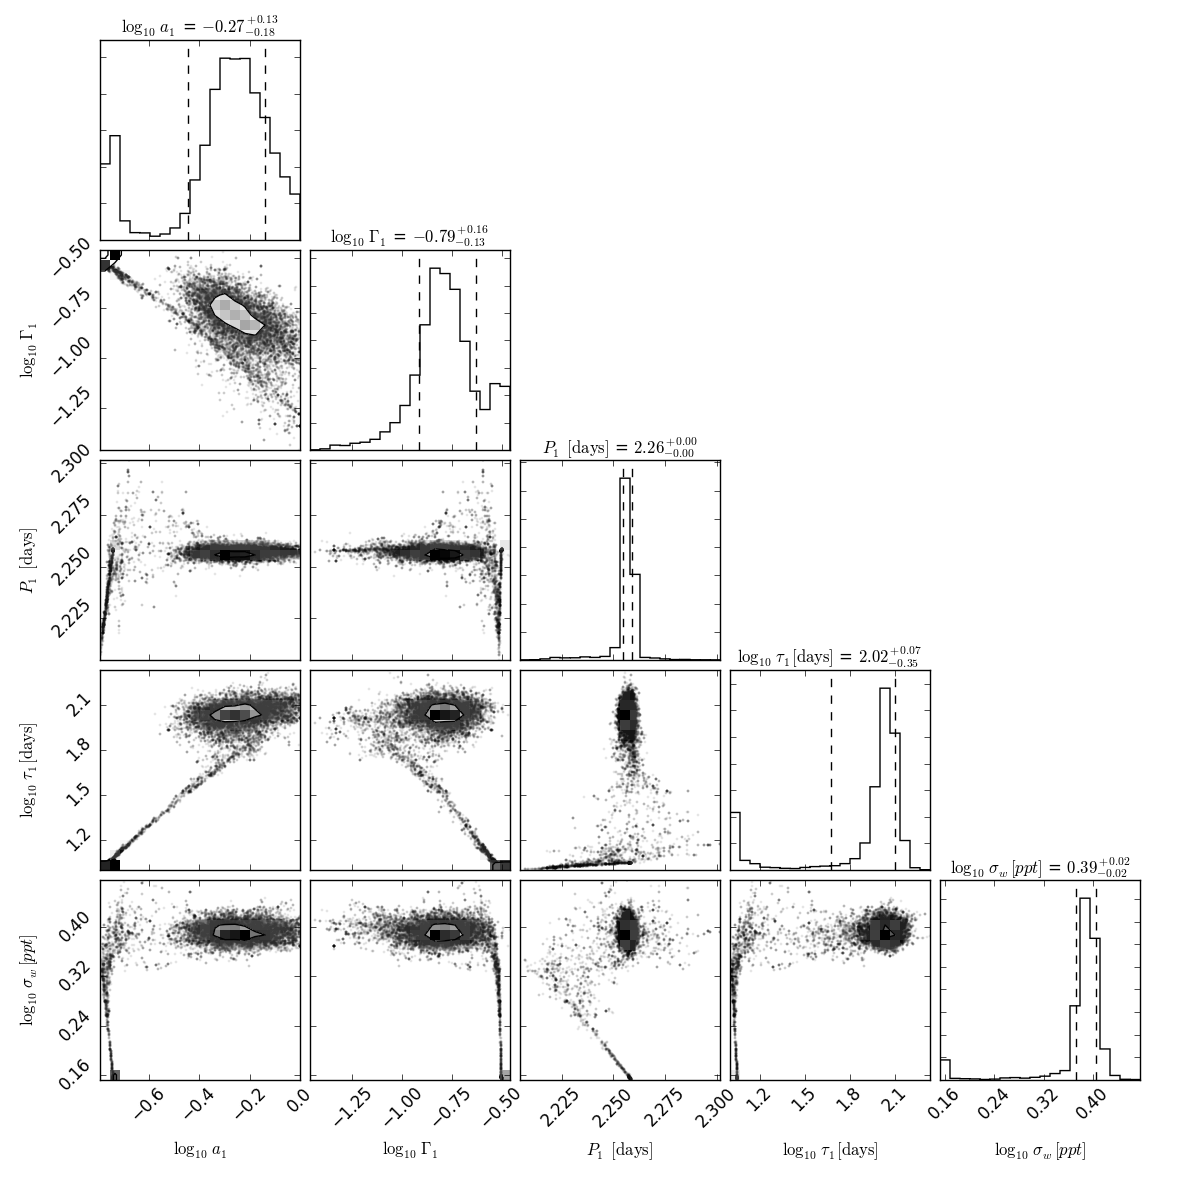 log₁₀ a₁ = −0.27 +0.13 −0.18
−0.50
−0.75
−1.00
−1.25
log₁₀ Γ₁
log₁₀ Γ₁ = −0.79 +0.16 −0.13
2.300
2.275
2.250
2.225
P₁ [days]
P₁ [days] = 2.26 +0.00 −0.00
2.1
1.8
1.5
1.2
log₁₀ τ₁[days]
log₁₀ τ₁[days] = 2.02 +0.07 −0.35
0.40
0.32
0.24
0.16
log₁₀ σw[ppt]
log₁₀ σw[ppt] = 0.39 +0.02 −0.02
−0.6 −0.4 −0.2 0.0 −1.25 −1.00 −0.75 −0.50 2.225 2.250 2.275 2.300 1.2 1.5 1.8 2.1 0.16 0.24 0.32 0.40
log₁₀ a₁ log₁₀ Γ₁ P₁ [days] log₁₀ τ₁[days] log₁₀ σw[ppt]